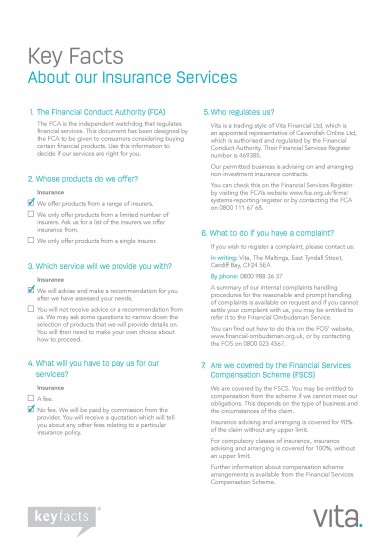 Key Facts
About our Insurance Services
1. The Financial Conduct Authority (FCA)
The FCA is the independent watchdog that regulates
financial services. This document has been designed by
the FCA to be given to consumers considering buying
certain financial products. Use this information to
decide if our services are right for you.
2. Whose products do we offer?
Insurance
We offer products from a range of insurers.
We only offer products from a limited number of
insurers. Ask us for a list of the insurers we offer
insurance from.
We only offer products from a single insurer.
3. Which service will we provide you with?
Insurance
We will advise and make a recommendation for you
after we have assessed your needs.
You will not receive advice or a recommendation from
us. We may ask some questions to narrow down the
selection of products that we will provide details on.
You will then need to make your own choice about
how to proceed.
4. What will you have to pay us for our
services?
Insurance
A fee.
No fee. We will be paid by commission from the
provider. You will receive a quotation which will tell
you about any other fees relating to a particular
insurance policy.
5. Who regulates us?
Vita is a trading style of Vita Financial Ltd, which is
an appointed representative of Cavendish Online Ltd,
which is authorised and regulated by the Financial
Conduct Authority. Their Financial Services Register
number is 469385.
Our permitted business is advising on and arranging
non-investment insurance contracts.
You can check this on the Financial Services Register
by visiting the FCA's website www.fca.org.uk/firms/
systems-reporting/register or by contacting the FCA
on 0800 111 67 68.
6. What to do if you have a complaint?
If you wish to register a complaint, please contact us:
In writing: Vita, The Maltings, East Tyndall Street,
Cardiff Bay, CF24 5EA
By phone: 0800 988 36 37
A summary of our internal complaints handling
procedures for the reasonable and prompt handling
of complaints is available on request and if you cannot
settle your complaint with us, you may be entitled to
refer it to the Financial Ombudsman Service.
You can find out how to do this on the FOS' website,
www.financial-ombudsman.org.uk, or by contacting
the FOS on 0800 023 4567.
7. Are we covered by the Financial Services
Compensation Scheme (FSCS)?
We are covered by the FSCS. You may be entitled to
compensation from the scheme if we cannot meet our
obligations. This depends on the type of business and
the circumstances of the claim.
Insurance advising and arranging is covered for 90%
of the claim without any upper limit.
For compulsory classes of insurance, insurance
advising and arranging is covered for 100%, without
an upper limit.
Further information about compensation scheme
arrangements is available from the Financial Services
Compensation Scheme.
keyfacts®
vita.